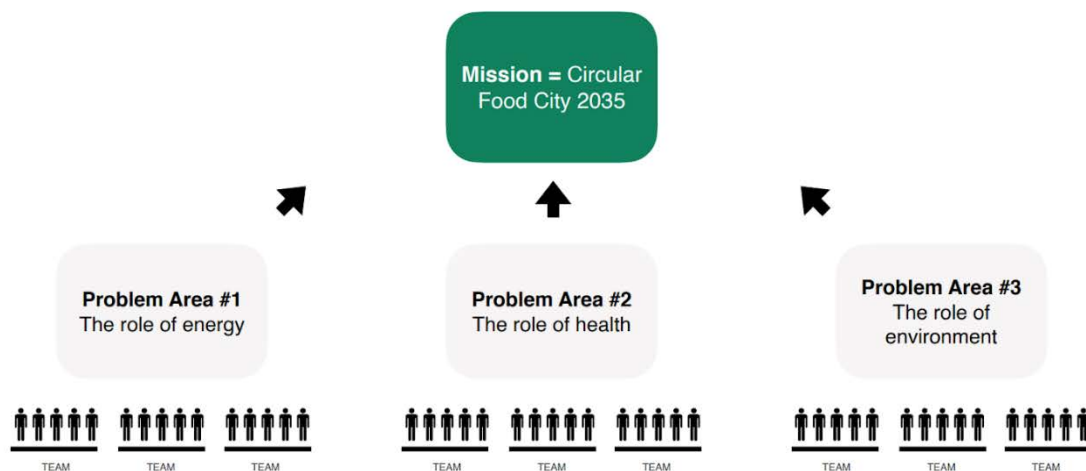 Mission = Circular
Food City 2035
Problem Area #1
The role of energy
Problem Area #2
The role of health
Problem Area #3
The role of
environment
TEAM TEAM TEAM TEAM TEAM TEAM TEAM TEAM TEAM